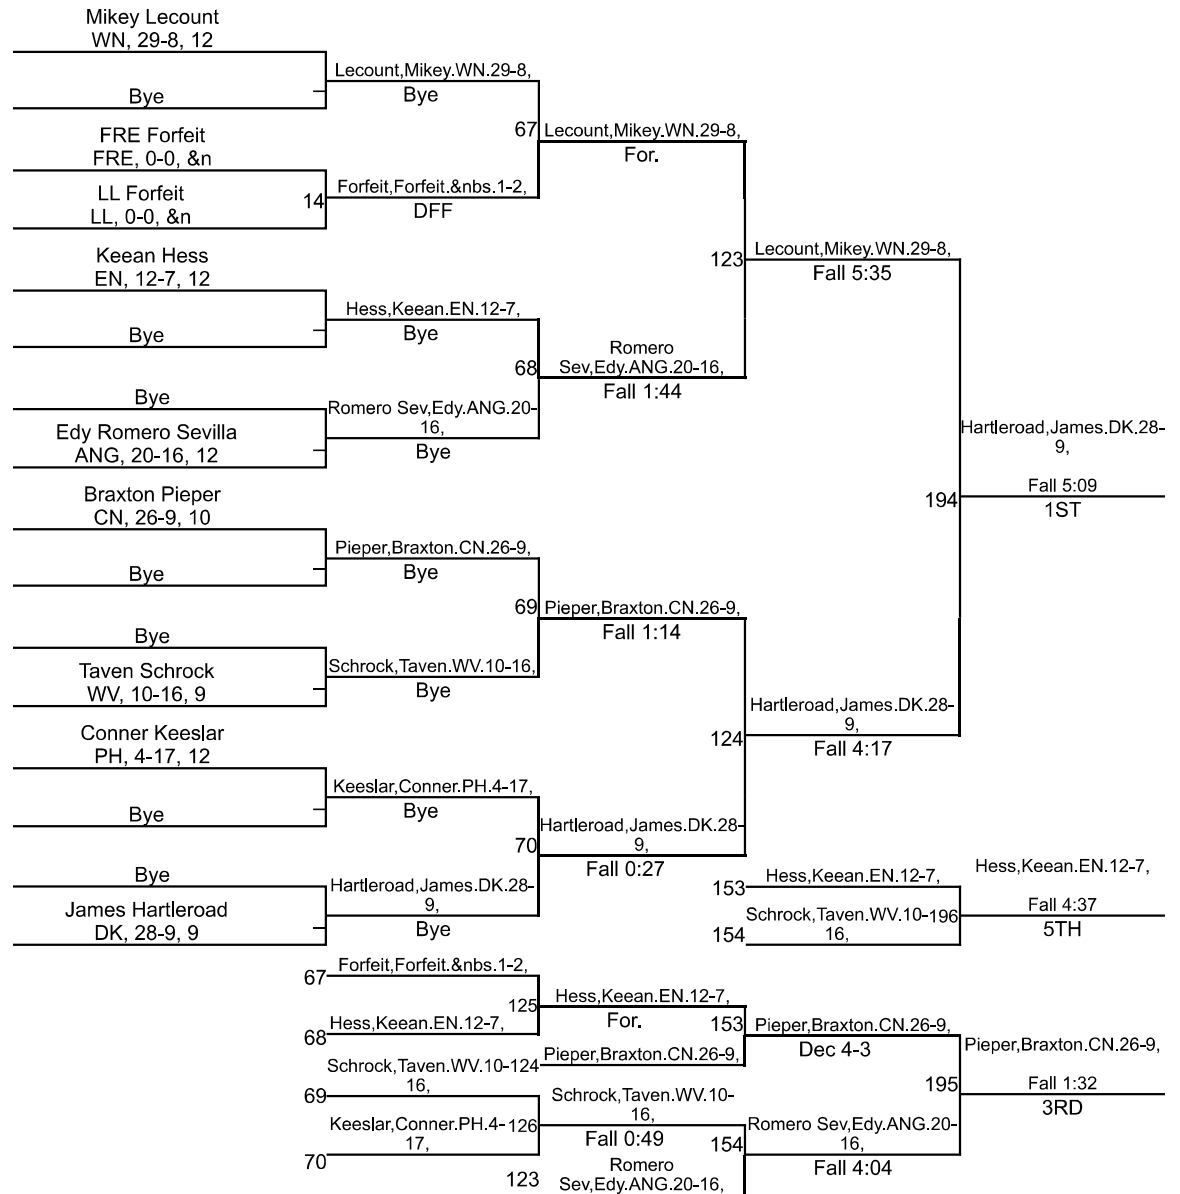 Mikey Lecount
WN, 29-8, 12
Lecount,Mikey.WN.29-8,
Bye
Bye
FRE Forfeit
FRE, 0-0, &n
67
Lecount,Mikey.WN.29-8,
For.
LL Forfeit
LL, 0-0, &n
14
Forfeit,Forfeit.&nbs.1-2,
DFF
Keean Hess
EN, 12-7, 12
123
Lecount,Mikey.WN.29-8,
Fall 5:35
Hess,Keean.EN.12-7,
Bye
Bye
68
Romero
Sev,Edy.ANG.20-16,
Fall 1:44
Bye
Edy Romero Sevilla
ANG, 20-16, 12
Romero Sev,Edy.ANG.20-
16,
Bye
Hartleroad,James.DK.28-
9,
Fall 5:09
1ST
194
Braxton Pieper
CN, 26-9, 10
Pieper,Braxton.CN.26-9,
Bye
Bye
69
Pieper,Braxton.CN.26-9,
Fall 1:14
Bye
Taven Schrock
WV, 10-16, 9
Schrock,Taven.WV.10-16,
Bye
Conner Keeslar
PH, 4-17, 12
124
Hartleroad,James.DK.28-
9,
Fall 4:17
Keeslar,Conner.PH.4-17,
Bye
Bye
70
Hartleroad,James.DK.28-
9,
Fall 0:27
Bye
James Hartleroad
DK, 28-9, 9
Hartleroad,James.DK.28-
9,
Bye
153
Hess,Keean.EN.12-7,
154
Schrock,Taven.WV.10-
16,
196
Hess,Keean.EN.12-7,
Fall 4:37
5TH
67
Forfeit,Forfeit.&nbs.1-2,
68
Hess,Keean.EN.12-7,
125
Hess,Keean.EN.12-7,
For.
124
Pieper,Braxton.CN.26-9,
153
Pieper,Braxton.CN.26-9,
Dec 4-3
69
Schrock,Taven.WV.10-
16,
70
Keeslar,Conner.PH.4-
17,
126
Schrock,Taven.WV.10-
16,
Fall 0:49
123
Romero
Sev,Edy.ANG.20-16,
154
Romero Sev,Edy.ANG.20-
16,
Fall 4:04
195
Pieper,Braxton.CN.26-9,
Fall 1:32
3RD